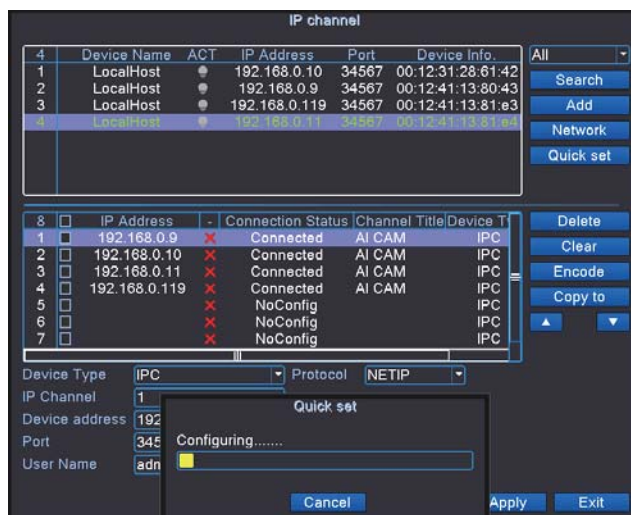 IP channel
4 Device Name ACT IP Address Port Device Info. All
1 LocalHost 192.168.0.10 34567 00:12:31:28:61:42
2 LocalHost 192.168.0.9 34567 00:12:41:13:80:43
3 LocalHost 192.168.0.119 34567 00:12:41:13:81:e3
4 LocalHost 192.168.0.11 34567 00:12:41:13:81:e4
Search
Add
Network
Quick set
8 IP Address - Connection Status Channel Title Device Ty
1 192.168.0.9 Connected AI CAM IPC
2 192.168.0.10 Connected AI CAM IPC
3 192.168.0.11 Connected AI CAM IPC
4 192.168.0.119 Connected AI CAM IPC
5 NoConfig IPC
6 NoConfig IPC
7 NoConfig IPC
Delete
Clear
Encode
Copy to
Device Type IPC Protocol NETIP
IP Channel 1
Device address 192
Port 345
User Name adn
Quick set
Configuring.......
Cancel
Apply Exit